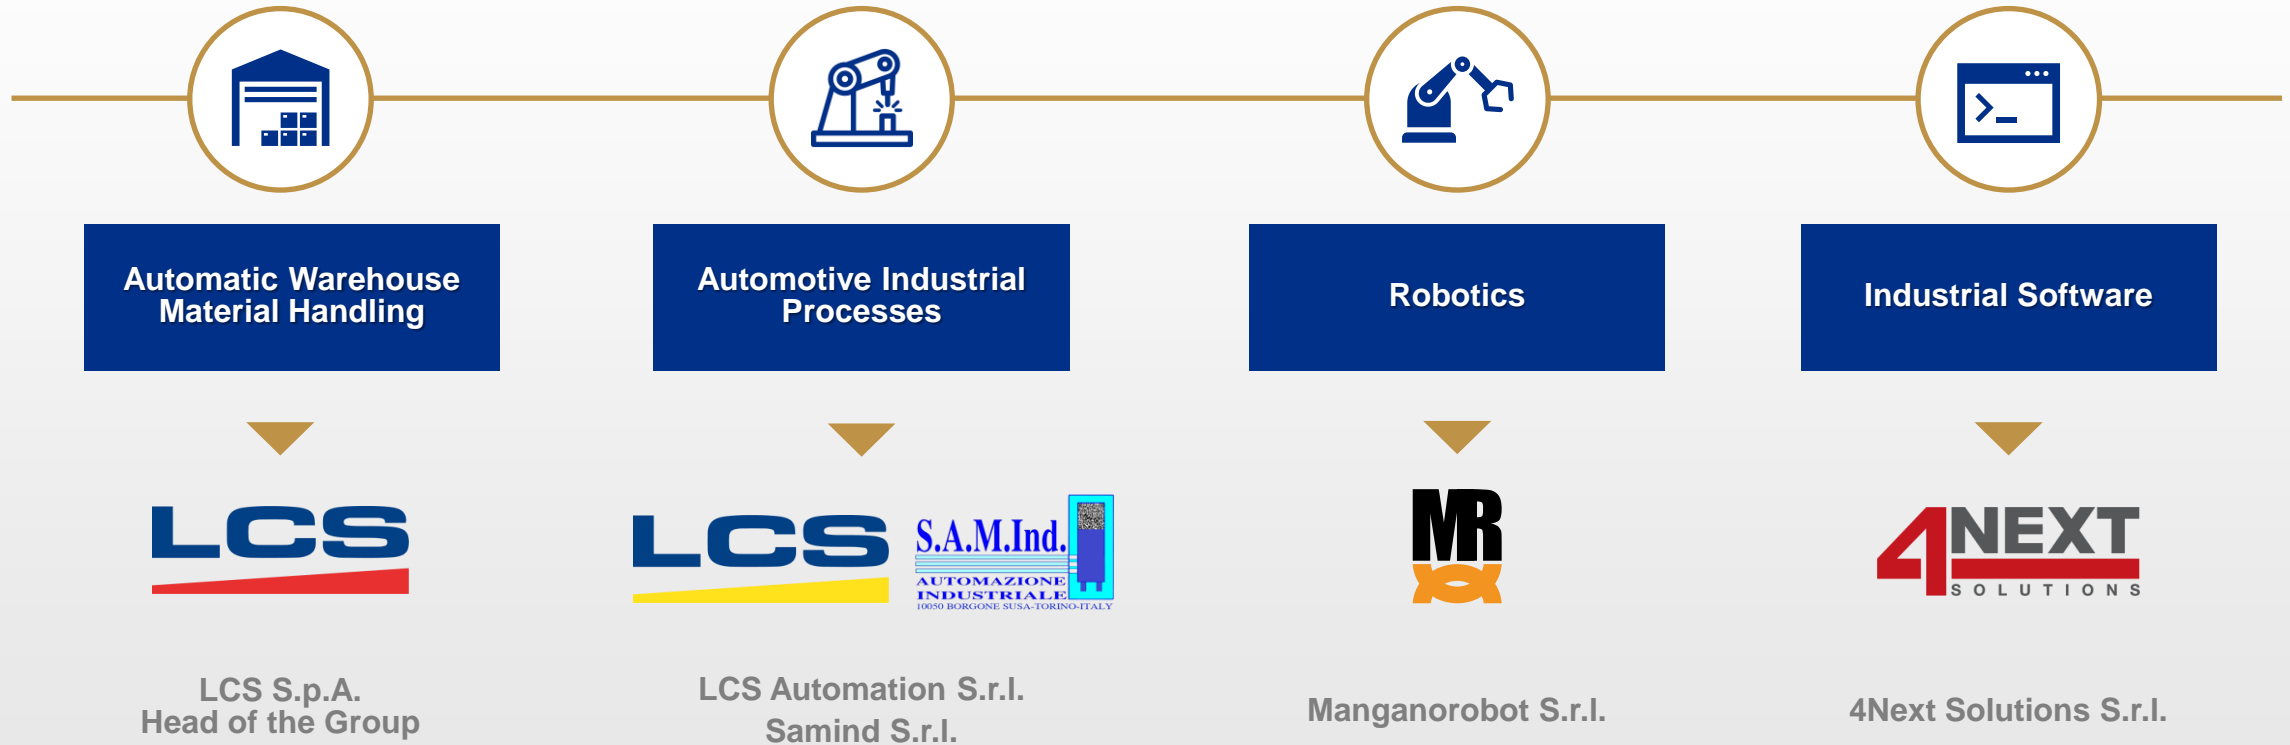 Automatic Warehouse
Material Handling
Automotive Industrial
Processes
Robotics
Industrial Software
LCS
LCS
S.A.M.Ind.
AUTOMAZIONE
INDUSTRIALE
10050 BORGONE SUSA-TORINO-ITALY
MR
4NEXT
SOLUTIONS
LCS S.p.A.
Head of the Group
LCS Automation S.r.l.
Samind S.r.l.
Manganorobot S.r.l.
4Next Solutions S.r.l.